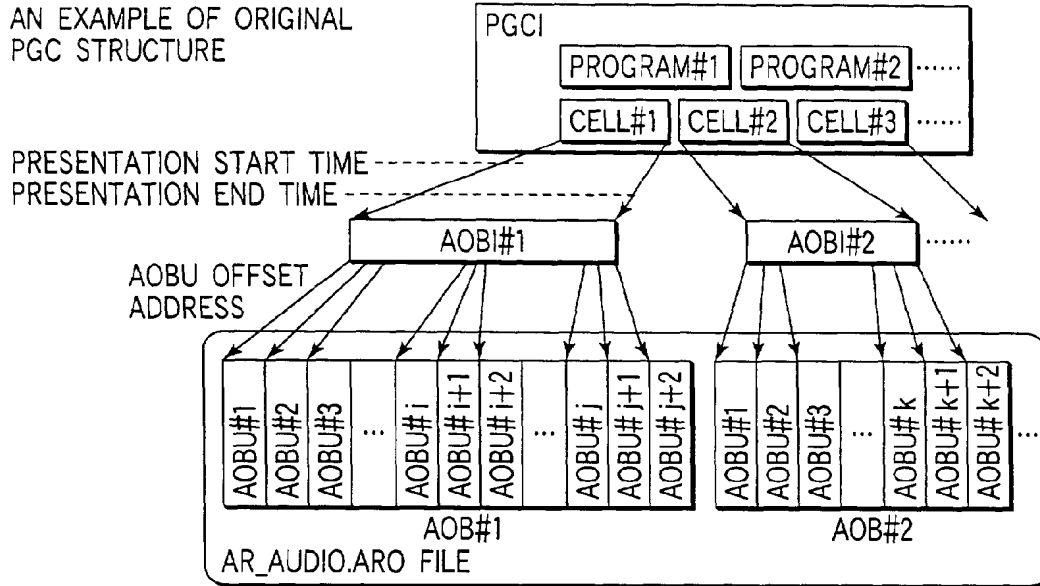 AN EXAMPLE OF ORIGINAL
PGC STRUCTURE
PGCI
PROGRAM#1 PROGRAM#2 ......
CELL#1 CELL#2 CELL#3 ......
PRESENTATION START TIME
PRESENTATION END TIME
AOBI#1 AOBI#2 ......
AOBU OFFSET
ADDRESS
AOBU#1 AOBU#2 AOBU#3 ... AOBU#i AOBU#i+1 AOBU#i+2 ... AOBU#j AOBU#j+1 AOBU#j+2
AOBU#1 AOBU#2 AOBU#3 ... AOBU#k AOBU#k+1 AOBU#k+2 ...
AOB#1 AOB#2
AR_AUDIO.ARO FILE